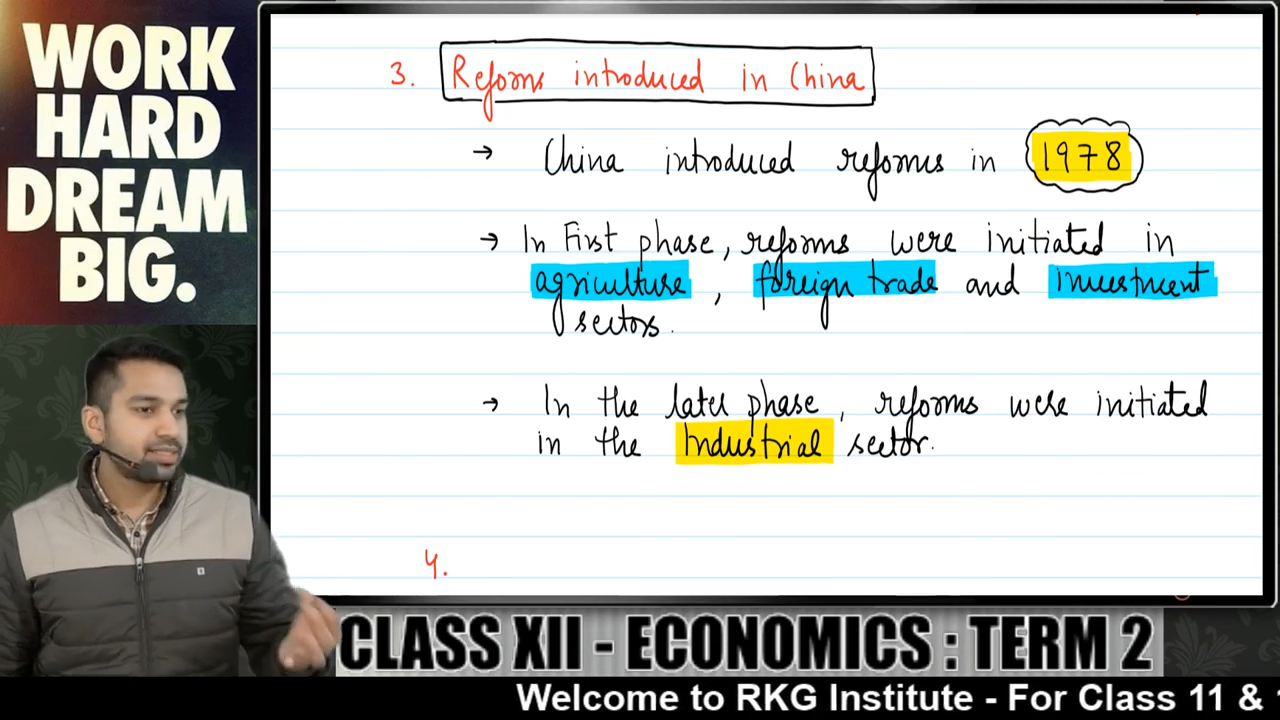 WORK
HARD
DREAM
BIG.
3. Reforms introduced in China
→ China introduced reforms in 1978
→ In First phase, reforms were initiated in
agriculture, foreign trade and investment
sectors.
→ In the later phase, reforms were initiated
in the Industrial sector.
4.
CLASS XII - ECONOMICS : TERM 2
Welcome to RKG Institute - For Class 11 &